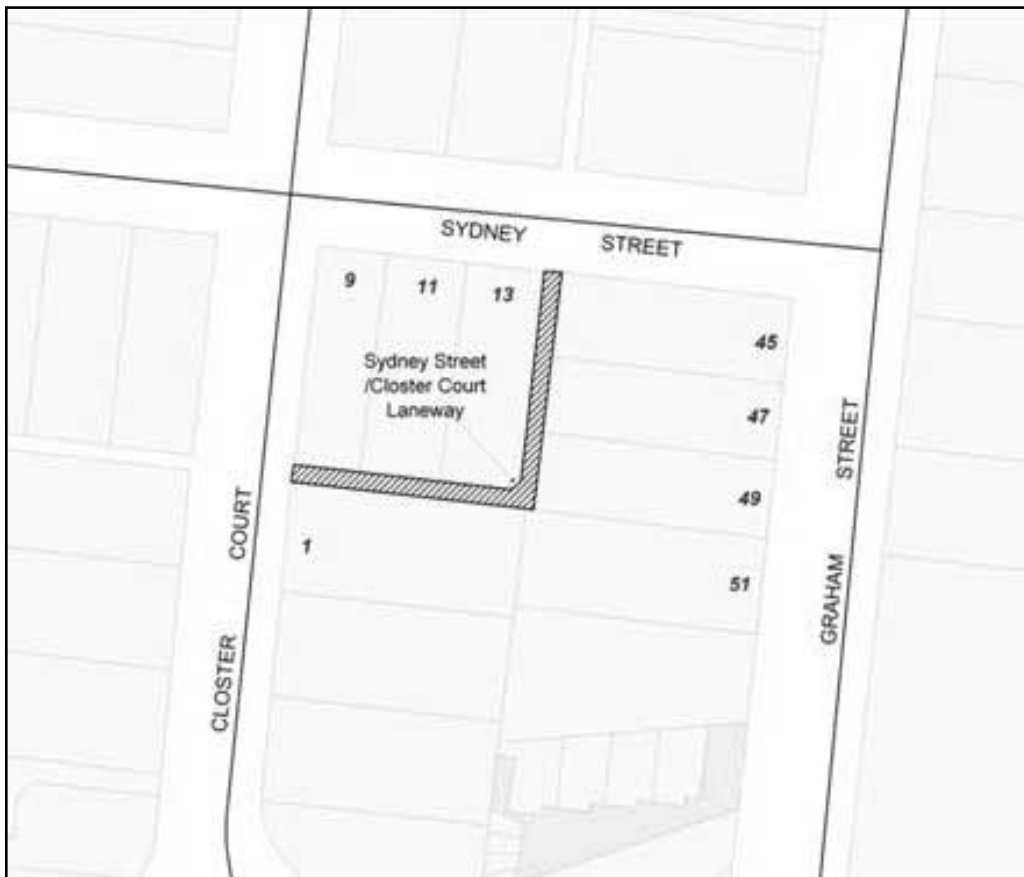 SYDNEY STREET
9 11 13
Sydney Street
/Closter Court
Laneway
45
47
49
51
1
CLOSTER COURT
GRAHAM STREET